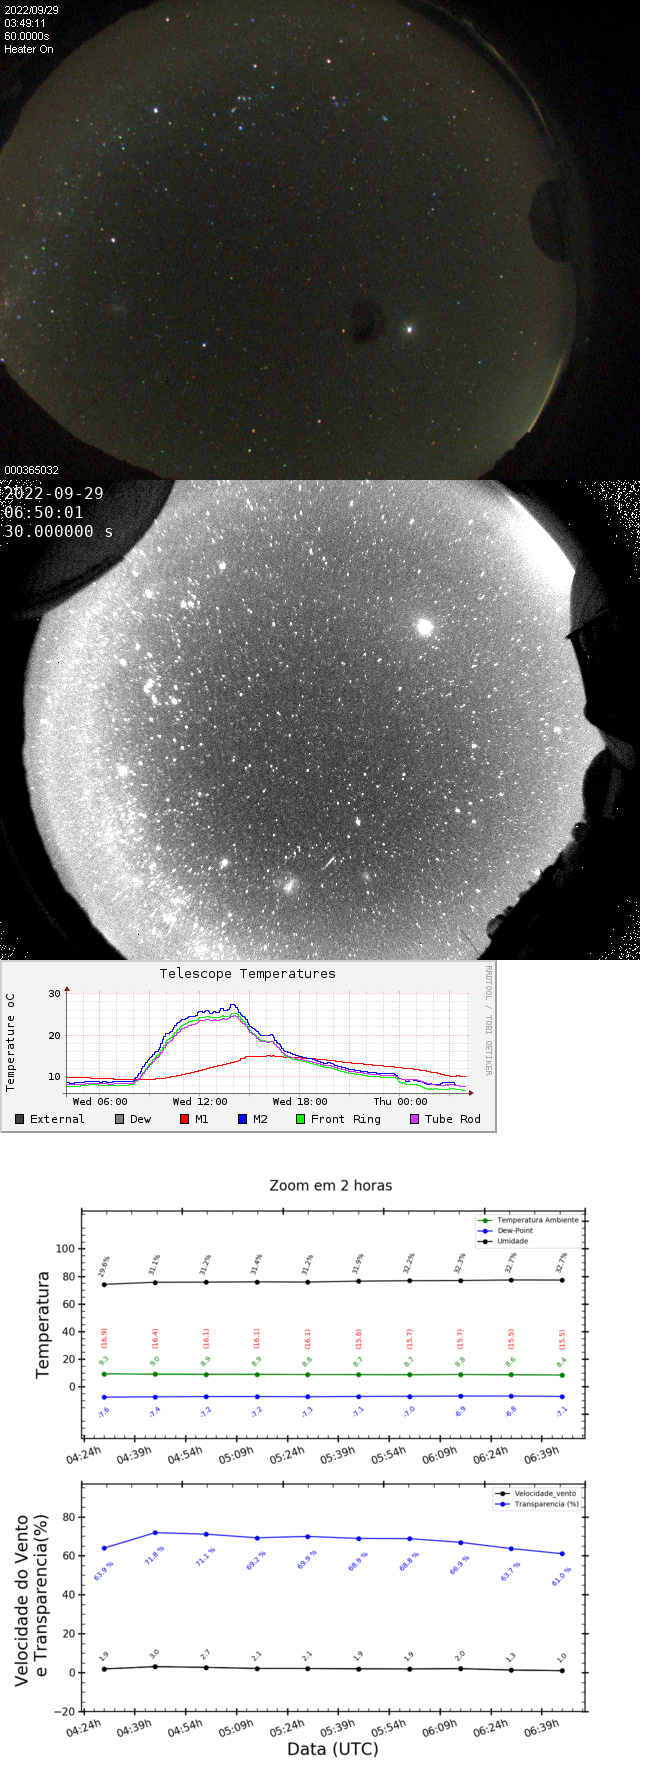 2022/09/29
03:49:11
60.0000s
Heater On
000365032
2022-09-29
06:50:01
30.000000 s
Telescope Temperatures
Temperature oC
30
20
10
Wed 06:00 Wed 12:00 Wed 18:00 Thu 00:00
External Dew M1 M2 Front Ring Tube Rod
RRDTOOL / TOBI OETIKER
Zoom em 2 horas
Temperatura
Temperatura Ambiente
Dew-Point
Umidade
100
80
60
40
20
0
29.6% 31.1% 31.2% 31.4% 31.2% 31.9% 32.2% 32.3% 32.7% 32.7%
(16.9) (16.4) (16.1) (16.1) (16.1) (15.8) (15.7) (15.7) (15.5) (15.5)
9.3 9.0 8.9 8.9 8.8 8.7 8.7 8.8 8.6 8.4
-7.6 -7.4 -7.2 -7.2 -7.3 -7.1 -7.0 -6.9 -6.8 -7.1
04:24h 04:39h 04:54h 05:09h 05:24h 05:39h 05:54h 06:09h 06:24h 06:39h
Velocidade do Vento
e Transparencia(%)
Velocidade_vento
Transparencia (%)
80
60
40
20
0
−20
63.9 % 71.8 % 71.1 % 69.2 % 69.9 % 68.9 % 68.8 % 66.9 % 63.7 % 61.0 %
1.9 3.0 2.7 2.1 2.1 1.9 1.9 2.0 1.3 1.0
04:24h 04:39h 04:54h 05:09h 05:24h 05:39h 05:54h 06:09h 06:24h 06:39h
Data (UTC)